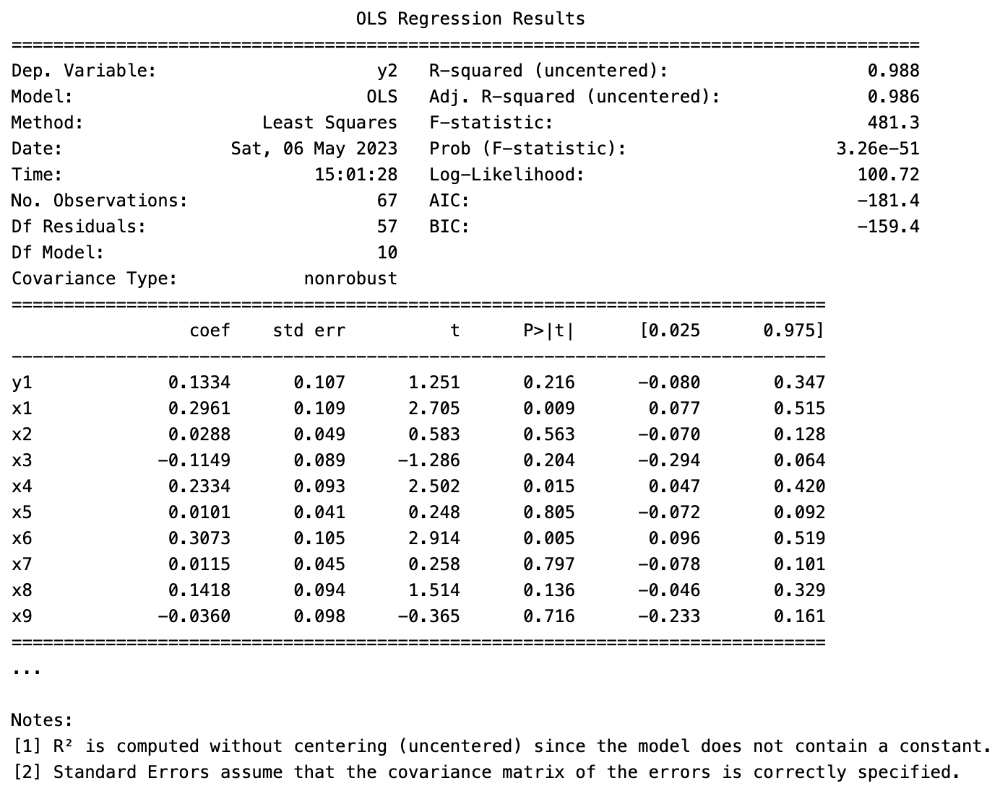 OLS Regression Results
==============================================================================
Dep. Variable: y2 R-squared (uncentered): 0.988
Model: OLS Adj. R-squared (uncentered): 0.986
Method: Least Squares F-statistic: 481.3
Date: Sat, 06 May 2023 Prob (F-statistic): 3.26e-51
Time: 15:01:28 Log-Likelihood: 100.72
No. Observations: 67 AIC: -181.4
Df Residuals: 57 BIC: -159.4
Df Model: 10
Covariance Type: nonrobust
==============================================================================
coef std err t P>|t| [0.025 0.975]
------------------------------------------------------------------------------
y1 0.1334 0.107 1.251 0.216 -0.080 0.347
x1 0.2961 0.109 2.705 0.009 0.077 0.515
x2 0.0288 0.049 0.583 0.563 -0.070 0.128
x3 -0.1149 0.089 -1.286 0.204 -0.294 0.064
x4 0.2334 0.093 2.502 0.015 0.047 0.420
x5 0.0101 0.041 0.248 0.805 -0.072 0.092
x6 0.3073 0.105 2.914 0.005 0.096 0.519
x7 0.0115 0.045 0.258 0.797 -0.078 0.101
x8 0.1418 0.094 1.514 0.136 -0.046 0.329
x9 -0.0360 0.098 -0.365 0.716 -0.233 0.161
==============================================================================
...
Notes:
[1] R² is computed without centering (uncentered) since the model does not contain a constant.
[2] Standard Errors assume that the covariance matrix of the errors is correctly specified.